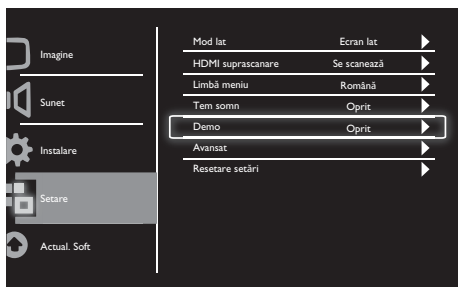 Imagine
Sunet
Instalare
Setare
Actual. Soft
Mod lat Ecran lat
HDMI suprascanare Se scanează
Limbă meniu Română
Tem somn Oprit
Demo Oprit
Avansat
Resetare setări